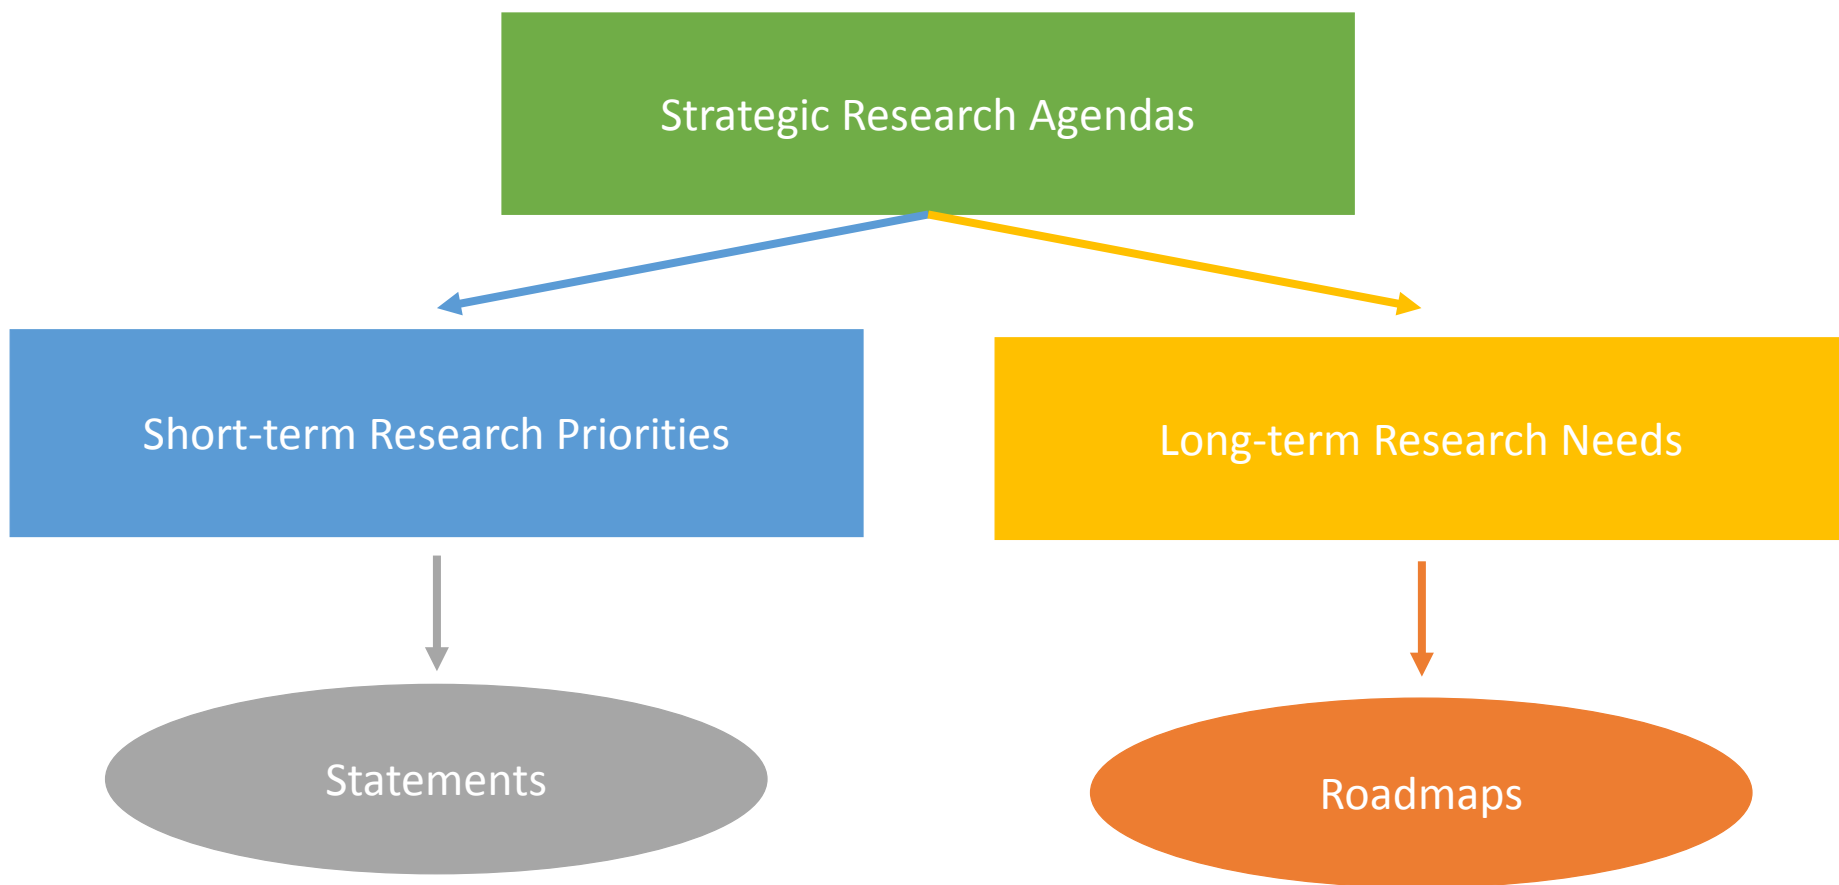 Strategic Research Agendas
Short-term Research Priorities
Long-term Research Needs
Statements
Roadmaps